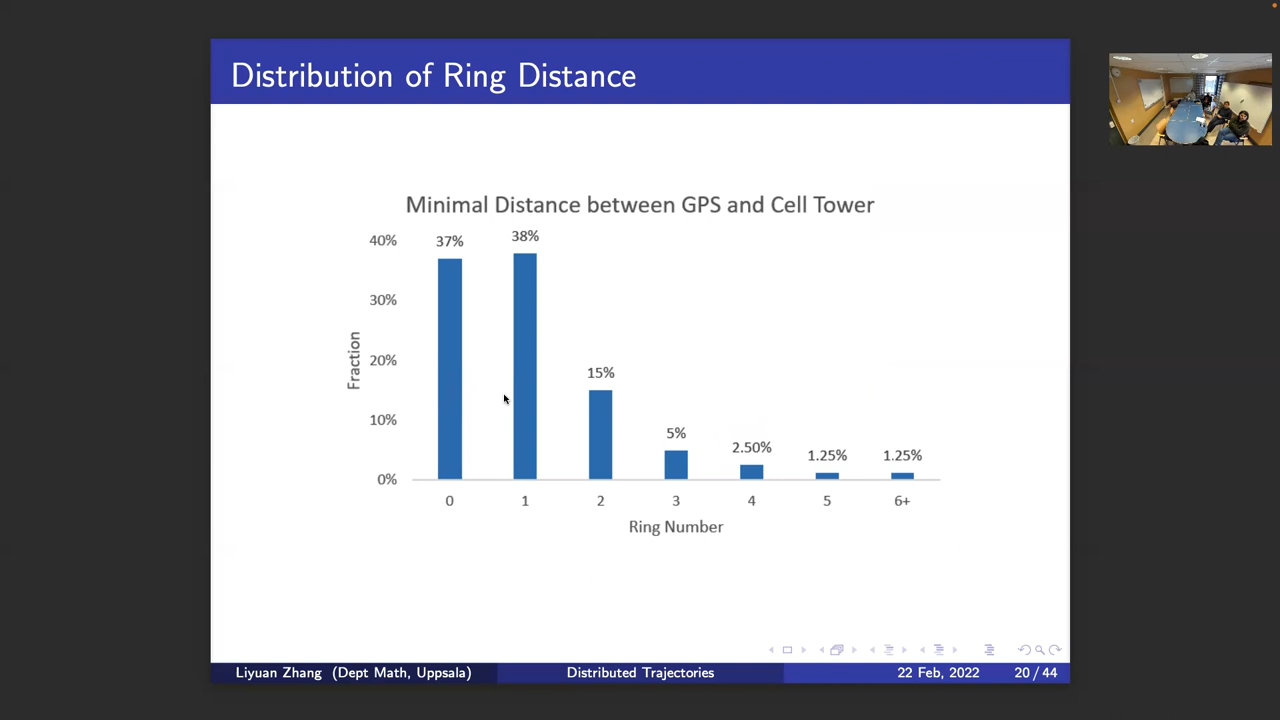 Distribution of Ring Distance
Minimal Distance between GPS and Cell Tower
40%
30%
20%
10%
0%
Fraction
37%
38%
15%
5%
2.50%
1.25%
1.25%
0 1 2 3 4 5 6+
Ring Number
Liyuan Zhang (Dept Math, Uppsala) Distributed Trajectories 22 Feb, 2022 20 / 44